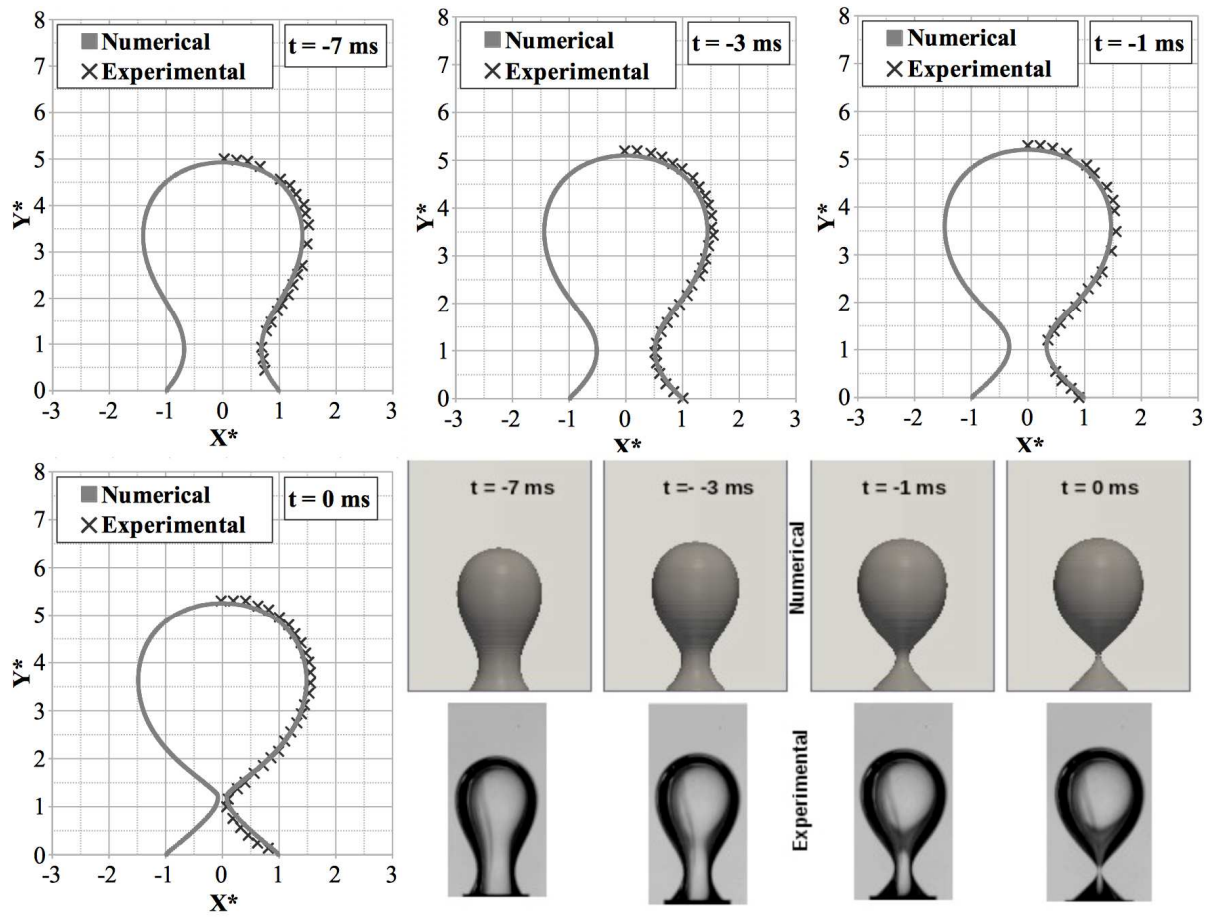 Numerical
Experimental
t = -7 ms
8
7
6
5
4
3
2
1
0
-3 -2 -1 0 1 2 3
X*
Y*
Numerical
Experimental
t = -3 ms
8
7
6
5
4
3
2
1
0
-3 -2 -1 0 1 2 3
X*
Y*
Numerical
Experimental
t = -1 ms
8
7
6
5
4
3
2
1
0
-3 -2 -1 0 1 2 3
X*
Y*
Numerical
Experimental
t = 0 ms
8
7
6
5
4
3
2
1
0
-3 -2 -1 0 1 2 3
X*
Y*
t = -7 ms
t =- -3 ms
t = -1 ms
t = 0 ms
Numerical
Experimental